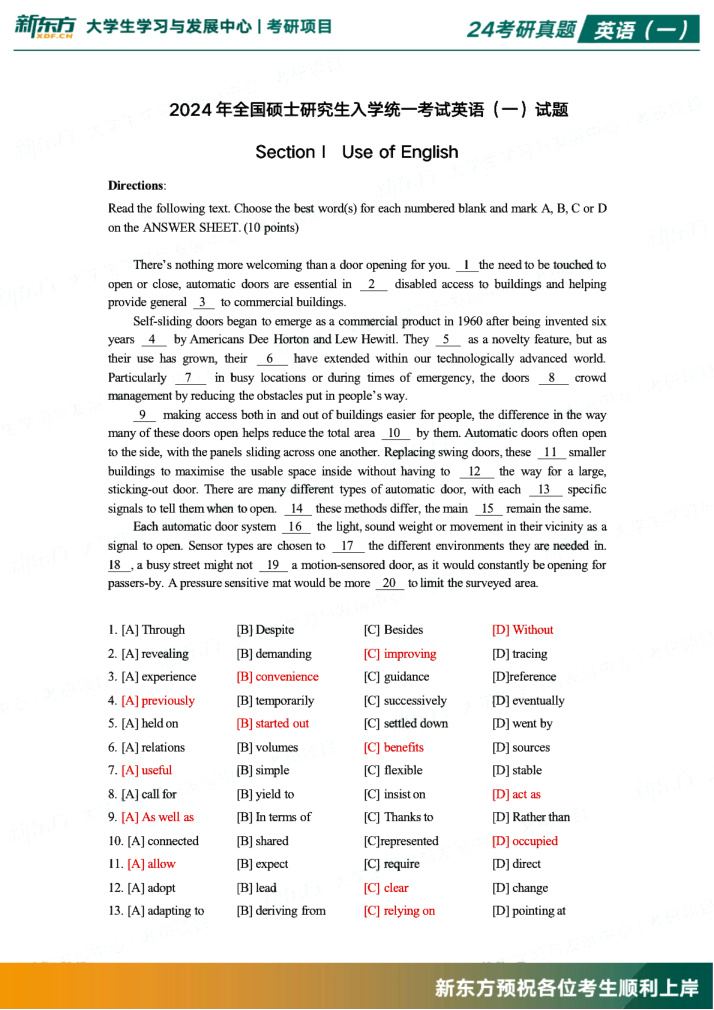 新东方 XDF.CN 大学生学习与发展中心 | 考研项目 24考研真题 英语（一）
2024 年全国硕士研究生入学统一考试英语（一）试题
Section I Use of English
Directions:
Read the following text. Choose the best word(s) for each numbered blank and mark A, B, C or D
on the ANSWER SHEET. (10 points)
There's nothing more welcoming than a door opening for you. 1 the need to be touched to
open or close, automatic doors are essential in 2 disabled access to buildings and helping
provide general 3 to commercial buildings.
Self-sliding doors began to emerge as a commercial product in 1960 after being invented six
years 4 by Americans Dee Horton and Lew Hewitl. They 5 as a novelty feature, but as
their use has grown, their 6 have extended within our technologically advanced world.
Particularly 7 in busy locations or during times of emergency, the doors 8 crowd
management by reducing the obstacles put in people's way.
9 making access both in and out of buildings easier for people, the difference in the way
many of these doors open helps reduce the total area 10 by them. Automatic doors often open
to the side, with the panels sliding across one another. Replacing swing doors, these 11 smaller
buildings to maximise the usable space inside without having to 12 the way for a large,
sticking-out door. There are many different types of automatic door, with each 13 specific
signals to tell them when to open. 14 these methods differ, the main 15 remain the same.
Each automatic door system 16 the light, sound weight or movement in their vicinity as a
signal to open. Sensor types are chosen to 17 the different environments they are needed in.
18 , a busy street might not 19 a motion-sensored door, as it would constantly be opening for
passers-by. A pressure sensitive mat would be more 20 to limit the surveyed area.
1. [A] Through [B] Despite [C] Besides [D] Without
2. [A] revealing [B] demanding [C] improving [D] tracing
3. [A] experience [B] convenience [C] guidance [D]reference
4. [A] previously [B] temporarily [C] successively [D] eventually
5. [A] held on [B] started out [C] settled down [D] went by
6. [A] relations [B] volumes [C] benefits [D] sources
7. [A] useful [B] simple [C] flexible [D] stable
8. [A] call for [B] yield to [C] insist on [D] act as
9. [A] As well as [B] In terms of [C] Thanks to [D] Rather than
10. [A] connected [B] shared [C]represented [D] occupied
11. [A] allow [B] expect [C] require [D] direct
12. [A] adopt [B] lead [C] clear [D] change
13. [A] adapting to [B] deriving from [C] relying on [D] pointing at
新东方预祝各位考生顺利上岸